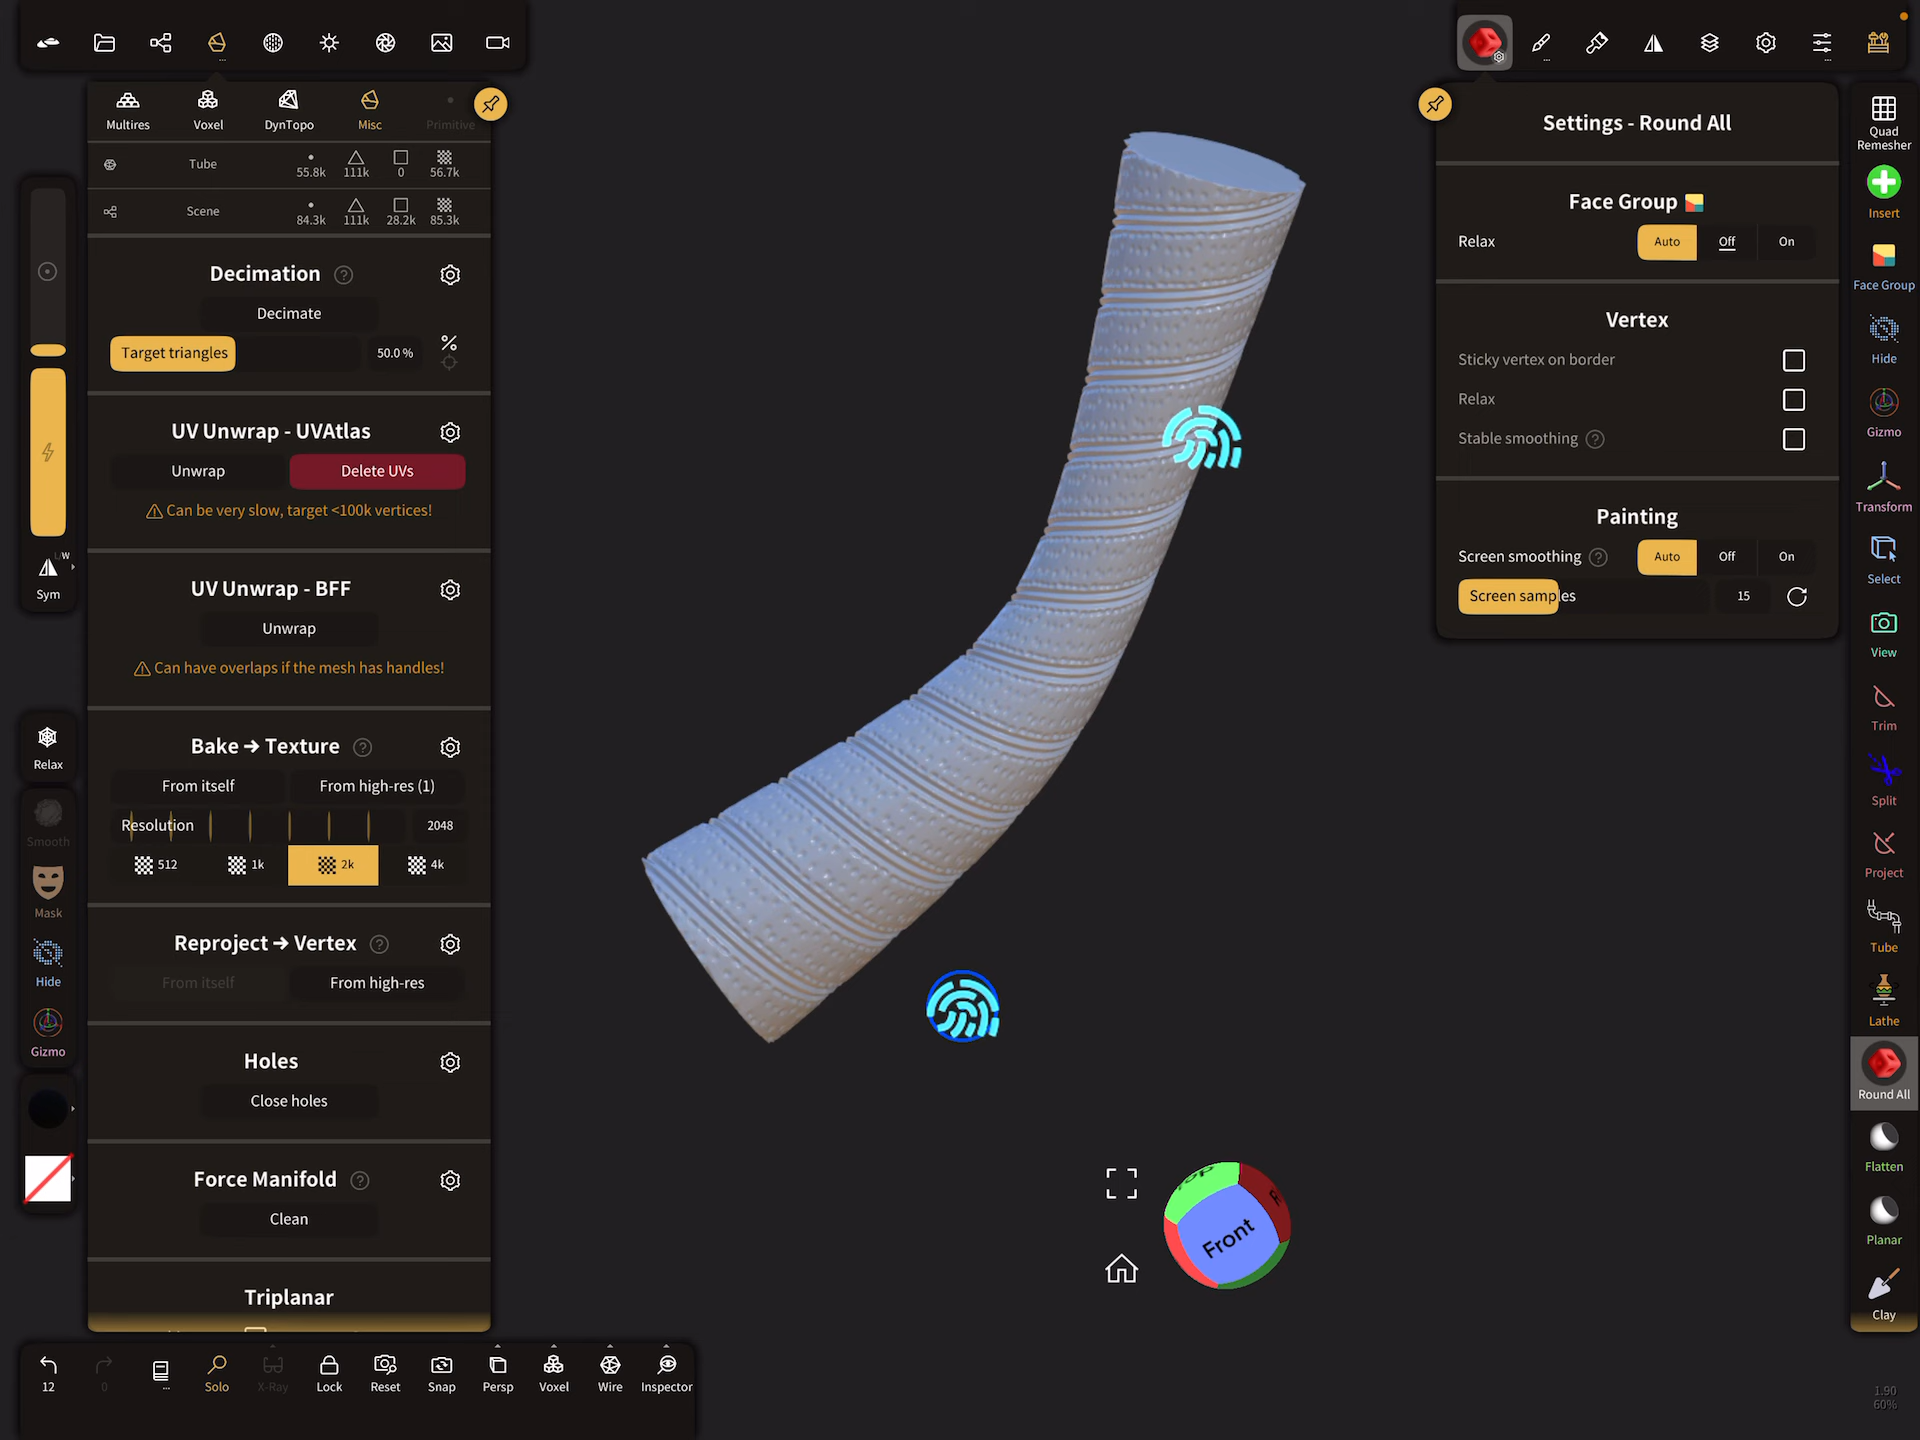 Multires Voxel DynTopo Misc Primitive
Tube 55.8k 111k 0 56.7k
Scene 84.3k 111k 28.2k 85.3k
Decimation ?
Decimate
Target triangles 50.0 % %
UV Unwrap - UVAtlas
Unwrap Delete UVs
Can be very slow, target <100k vertices!
UV Unwrap - BFF
Unwrap
Can have overlaps if the mesh has handles!
Bake → Texture ?
From itself From high-res (1)
Resolution 2048
512 1k 2k 4k
Reproject → Vertex ?
From itself From high-res
Holes
Close holes
Force Manifold ?
Clean
Triplanar
L/W
Sym
Relax
Smooth
Mask
Hide
Gizmo
12 0 ... Solo X-Ray Lock Reset Snap Persp Voxel Wire Inspector
Top
R
Front
Settings - Round All
Face Group
Relax Auto Off On
Vertex
Sticky vertex on border
Relax
Stable smoothing ?
Painting
Screen smoothing ? Auto Off On
Screen samples 15
Quad
Remesher
Insert
Face Group
Hide
Gizmo
Transform
Select
View
Trim
Split
Project
Tube
Lathe
Round All
Flatten
Planar
Clay
1.90
60%